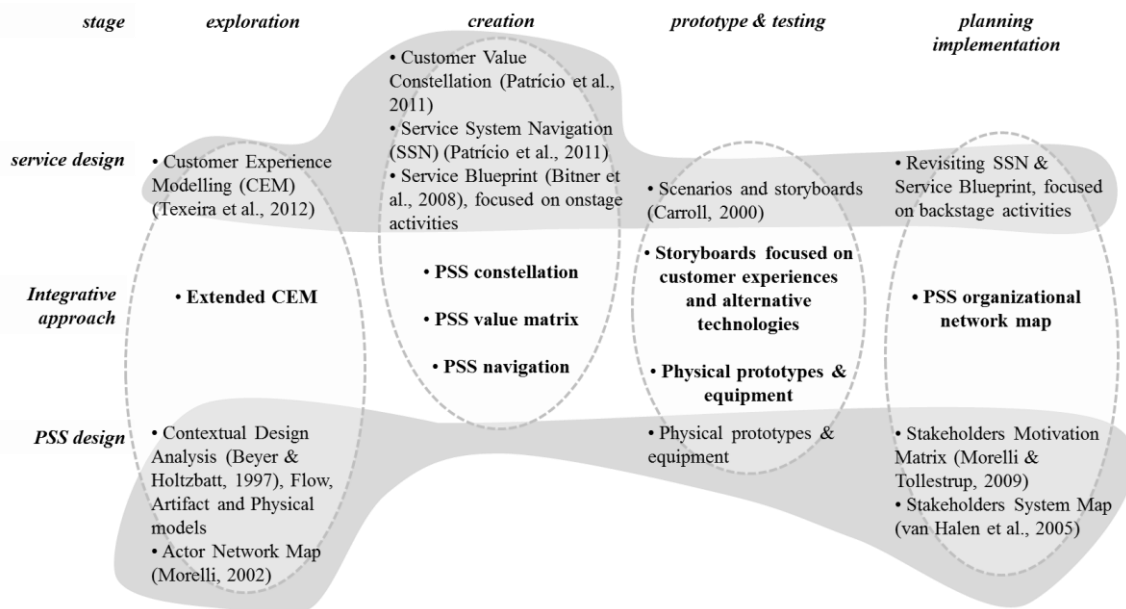 stage
exploration
creation
prototype & testing
planning
implementation
service design
• Customer Experience
Modelling (CEM)
(Texeira et al., 2012)
• Customer Value
Constellation (Patrício et al.,
2011)
• Service System Navigation
(SSN) (Patrício et al., 2011)
• Service Blueprint (Bitner et
al., 2008), focused on onstage
activities
• Scenarios and storyboards
(Carroll, 2000)
• Revisiting SSN &
Service Blueprint, focused
on backstage activities
Integrative
approach
• Extended CEM
• PSS constellation
• PSS value matrix
• PSS navigation
• Storyboards focused on
customer experiences
and alternative
technologies
• Physical prototypes &
equipment
• PSS organizational
network map
PSS design
• Contextual Design
Analysis (Beyer &
Holtzbatt, 1997), Flow,
Artifact and Physical
models
• Actor Network Map
(Morelli, 2002)
• Physical prototypes &
equipment
• Stakeholders Motivation
Matrix (Morelli &
Tollestrup, 2009)
• Stakeholders System Map
(van Halen et al., 2005)